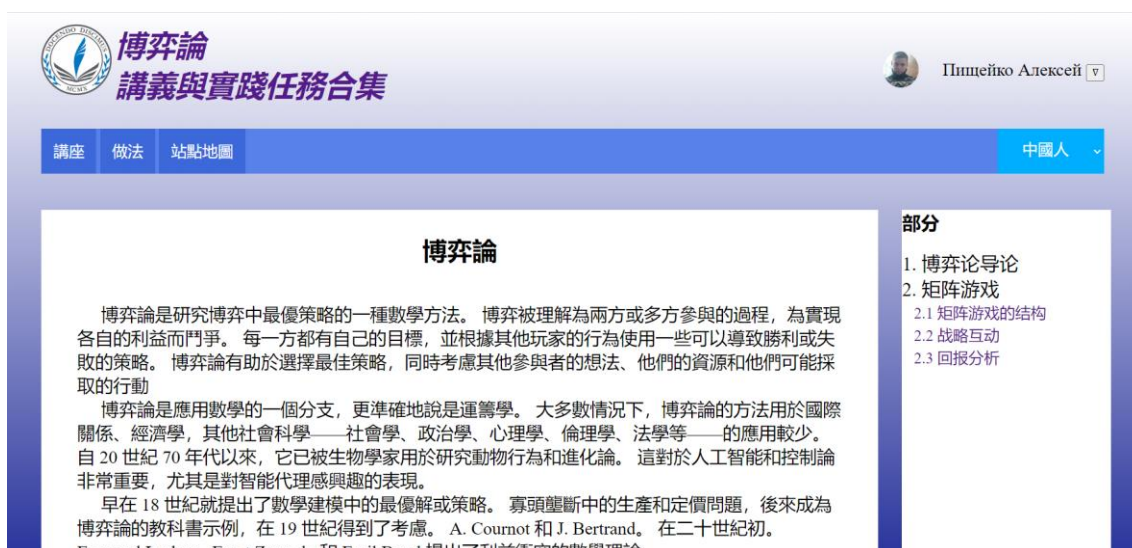 DOCENDO DISCIMUS
MCMX
博弈論
講義與實踐任務合集
Пищейко Алексей
講座 做法 站點地圖
中國人
博弈論
博弈論是研究博弈中最優策略的一種數學方法。 博弈被理解為兩方或多方參與的過程，為實現
各自的利益而鬥爭。 每一方都有自己的目標，並根據其他玩家的行為使用一些可以導致勝利或失
敗的策略。 博弈論有助於選擇最佳策略，同時考慮其他參與者的想法、他們的資源和他們可能採
取的行動
博弈論是應用數學的一個分支，更準確地說是運籌學。 大多數情況下，博弈論的方法用於國際
關係、經濟學，其他社會科學——社會學、政治學、心理學、倫理學、法學等——的應用較少。
自 20 世紀 70 年代以來，它已被生物學家用於研究動物行為和進化論。 這對於人工智能和控制論
非常重要，尤其是對智能代理感興趣的表現。
早在 18 世紀就提出了數學建模中的最優解或策略。 寡頭壟斷中的生產和定價問題，後來成為
博弈論的教科書示例，在 19 世紀得到了考慮。 A. Cournot 和 J. Bertrand。 在二十世紀初。
部分
1. 博弈论导论
2. 矩阵游戏
2.1 矩阵游戏的结构
2.2 战略互动
2.3 回报分析